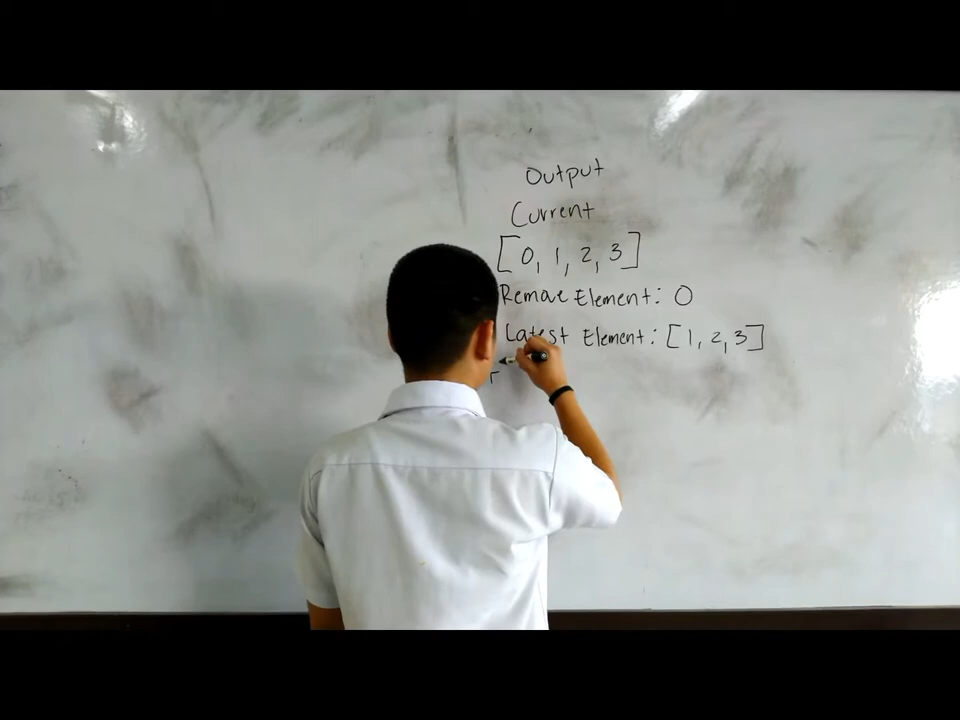 Output
Current
[0, 1, 2, 3]
Remove Element: 0
Latest Element: [1, 2, 3]